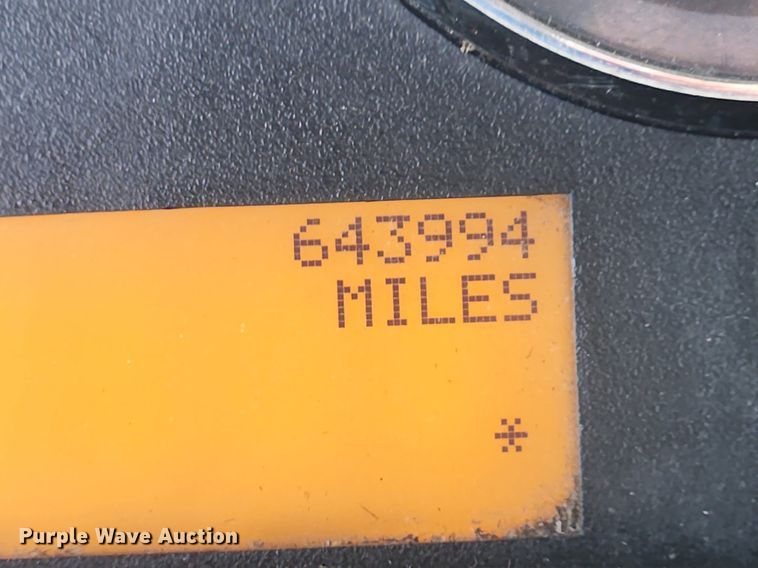 643994
MILES
*
Purple Wave Auction